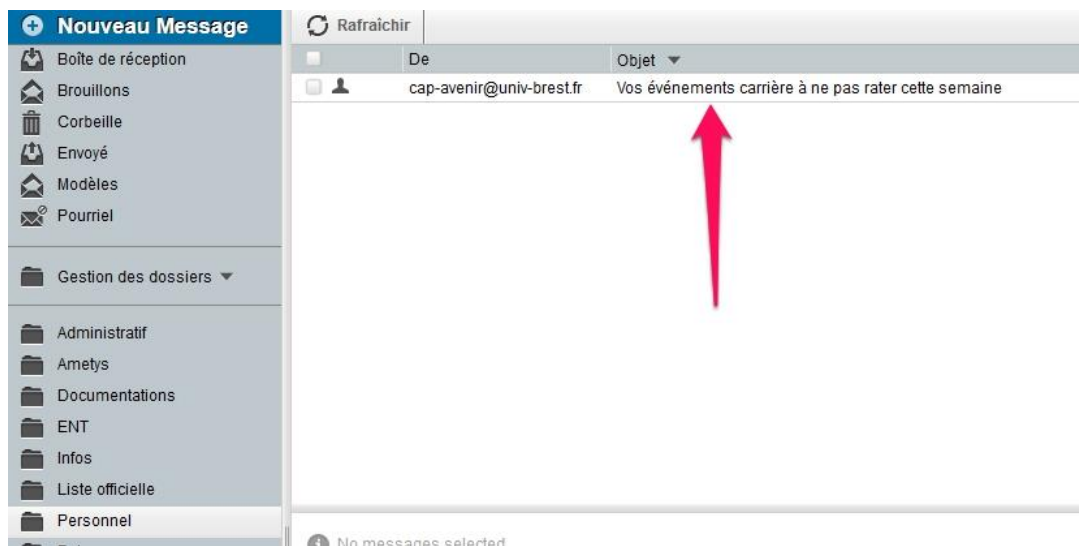 Nouveau Message
Boîte de réception
Brouillons
Corbeille
Envoyé
Modèles
Pourriel
Gestion des dossiers
Administratif
Ametys
Documentations
ENT
Infos
Liste officielle
Personnel
Rafraîchir
De Objet
cap-avenir@univ-brest.fr Vos événements carrière à ne pas rater cette semaine
No messages selected